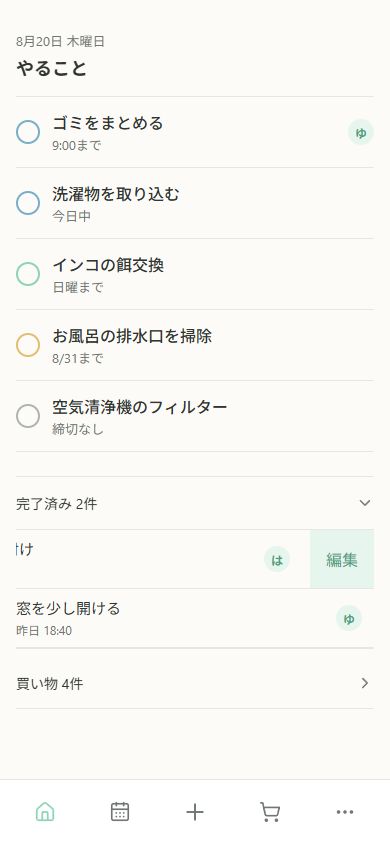 8月20日 木曜日
やること
ゴミをまとめる
ゆ
9:00まで
洗濯物を取り込む
今日中
インコの餌交換
日曜まで
お風呂の排水口を掃除
8/31まで
空気清浄機のフィルター
締切なし
完了済み 2件
け
は
編集
窓を少し開ける
ゆ
昨日 18:40
買い物 4件